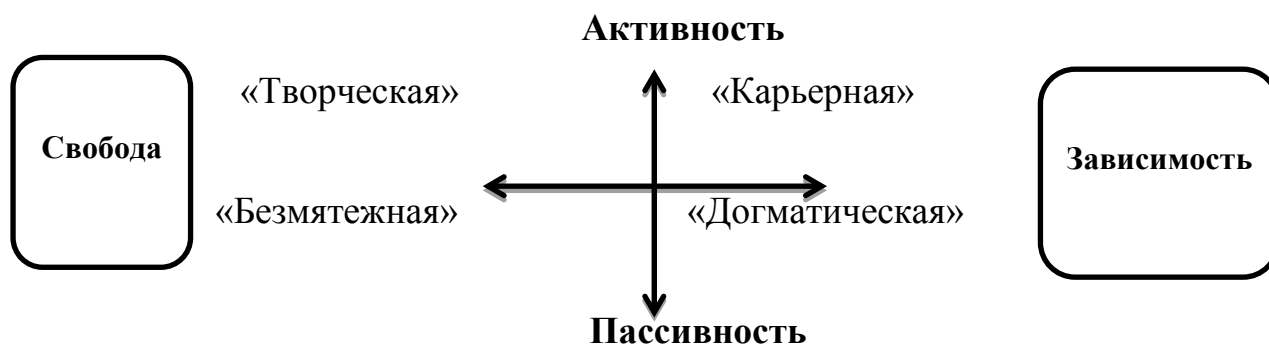 Активность
«Творческая»
«Карьерная»
Свобода
Зависимость
«Безмятежная»
«Догматическая»
Пассивность